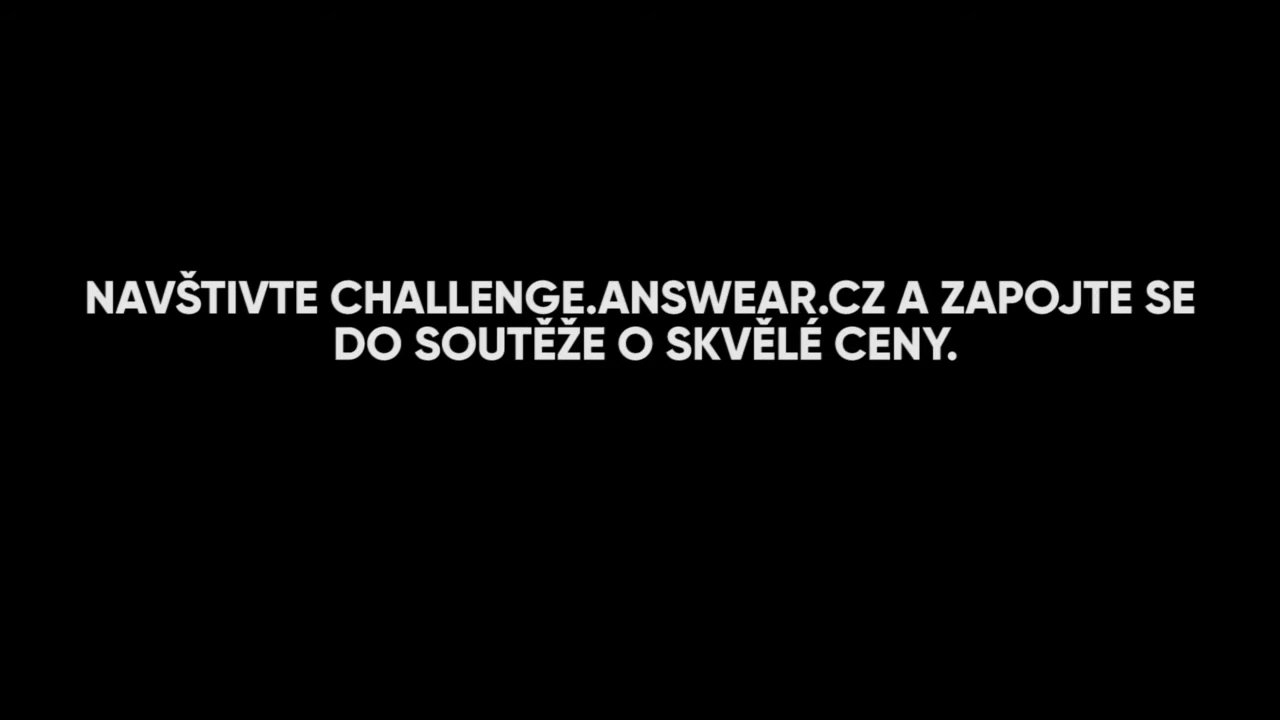 NAVŠTIVTE CHALLENGE.ANSWEAR.CZ A ZAPOJTE SE
DO SOUTĚŽE O SKVĚLÉ CENY.